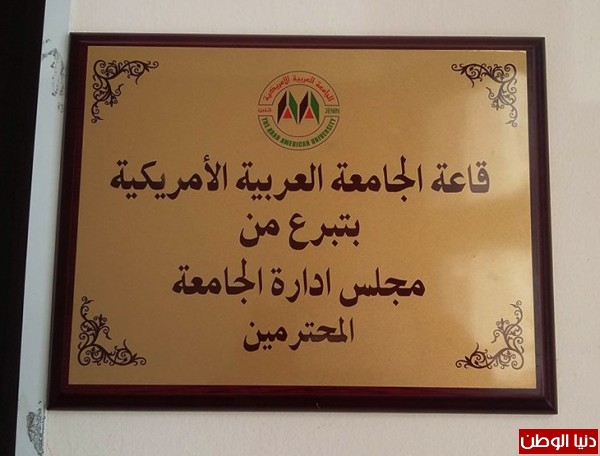 الجامعة العربية الأمريكية
جنين JENIN
THE ARAB AMERICAN UNIVERSITY
قاعة الجامعة العربية الأمريكية
بتبرع من
مجلس ادارة الجامعة
المحترمين
دنيا الوطن